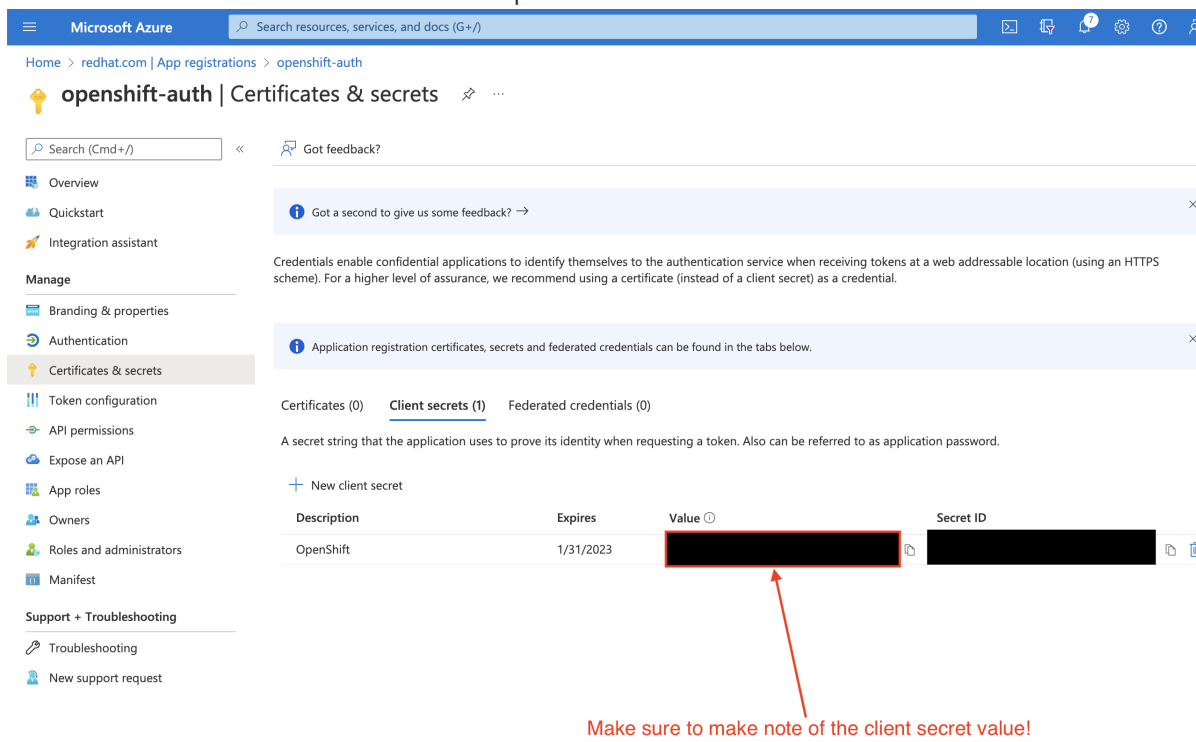 Microsoft Azure
Search resources, services, and docs (G+/)
7
Home > redhat.com | App registrations > openshift-auth
openshift-auth | Certificates & secrets
Search (Cmd+/)
«
Got feedback?
Overview
Quickstart
Integration assistant
Got a second to give us some feedback? →
Credentials enable confidential applications to identify themselves to the authentication service when receiving tokens at a web addressable location (using an HTTPS
scheme). For a higher level of assurance, we recommend using a certificate (instead of a client secret) as a credential.
Manage
Branding & properties
Authentication
Certificates & secrets
Token configuration
API permissions
Expose an API
App roles
Owners
Roles and administrators
Manifest
Support + Troubleshooting
Troubleshooting
New support request
Application registration certificates, secrets and federated credentials can be found in the tabs below.
Certificates (0) Client secrets (1) Federated credentials (0)
A secret string that the application uses to prove its identity when requesting a token. Also can be referred to as application password.
New client secret
Description Expires Value Secret ID
OpenShift 1/31/2023
Make sure to make note of the client secret value!